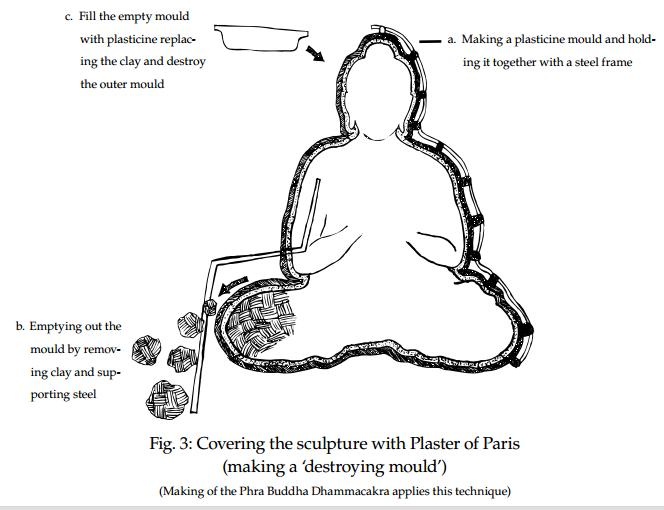 c. Fill the empty mould
with plasticine replac-
ing the clay and destroy
the outer mould
a. Making a plasticine mould and hold-
ing it together with a steel frame
b. Emptying out the
mould by remov-
ing clay and sup-
porting steel
Fig. 3: Covering the sculpture with Plaster of Paris
(making a ‘destroying mould’)
(Making of the Phra Buddha Dhammacakra applies this technique)